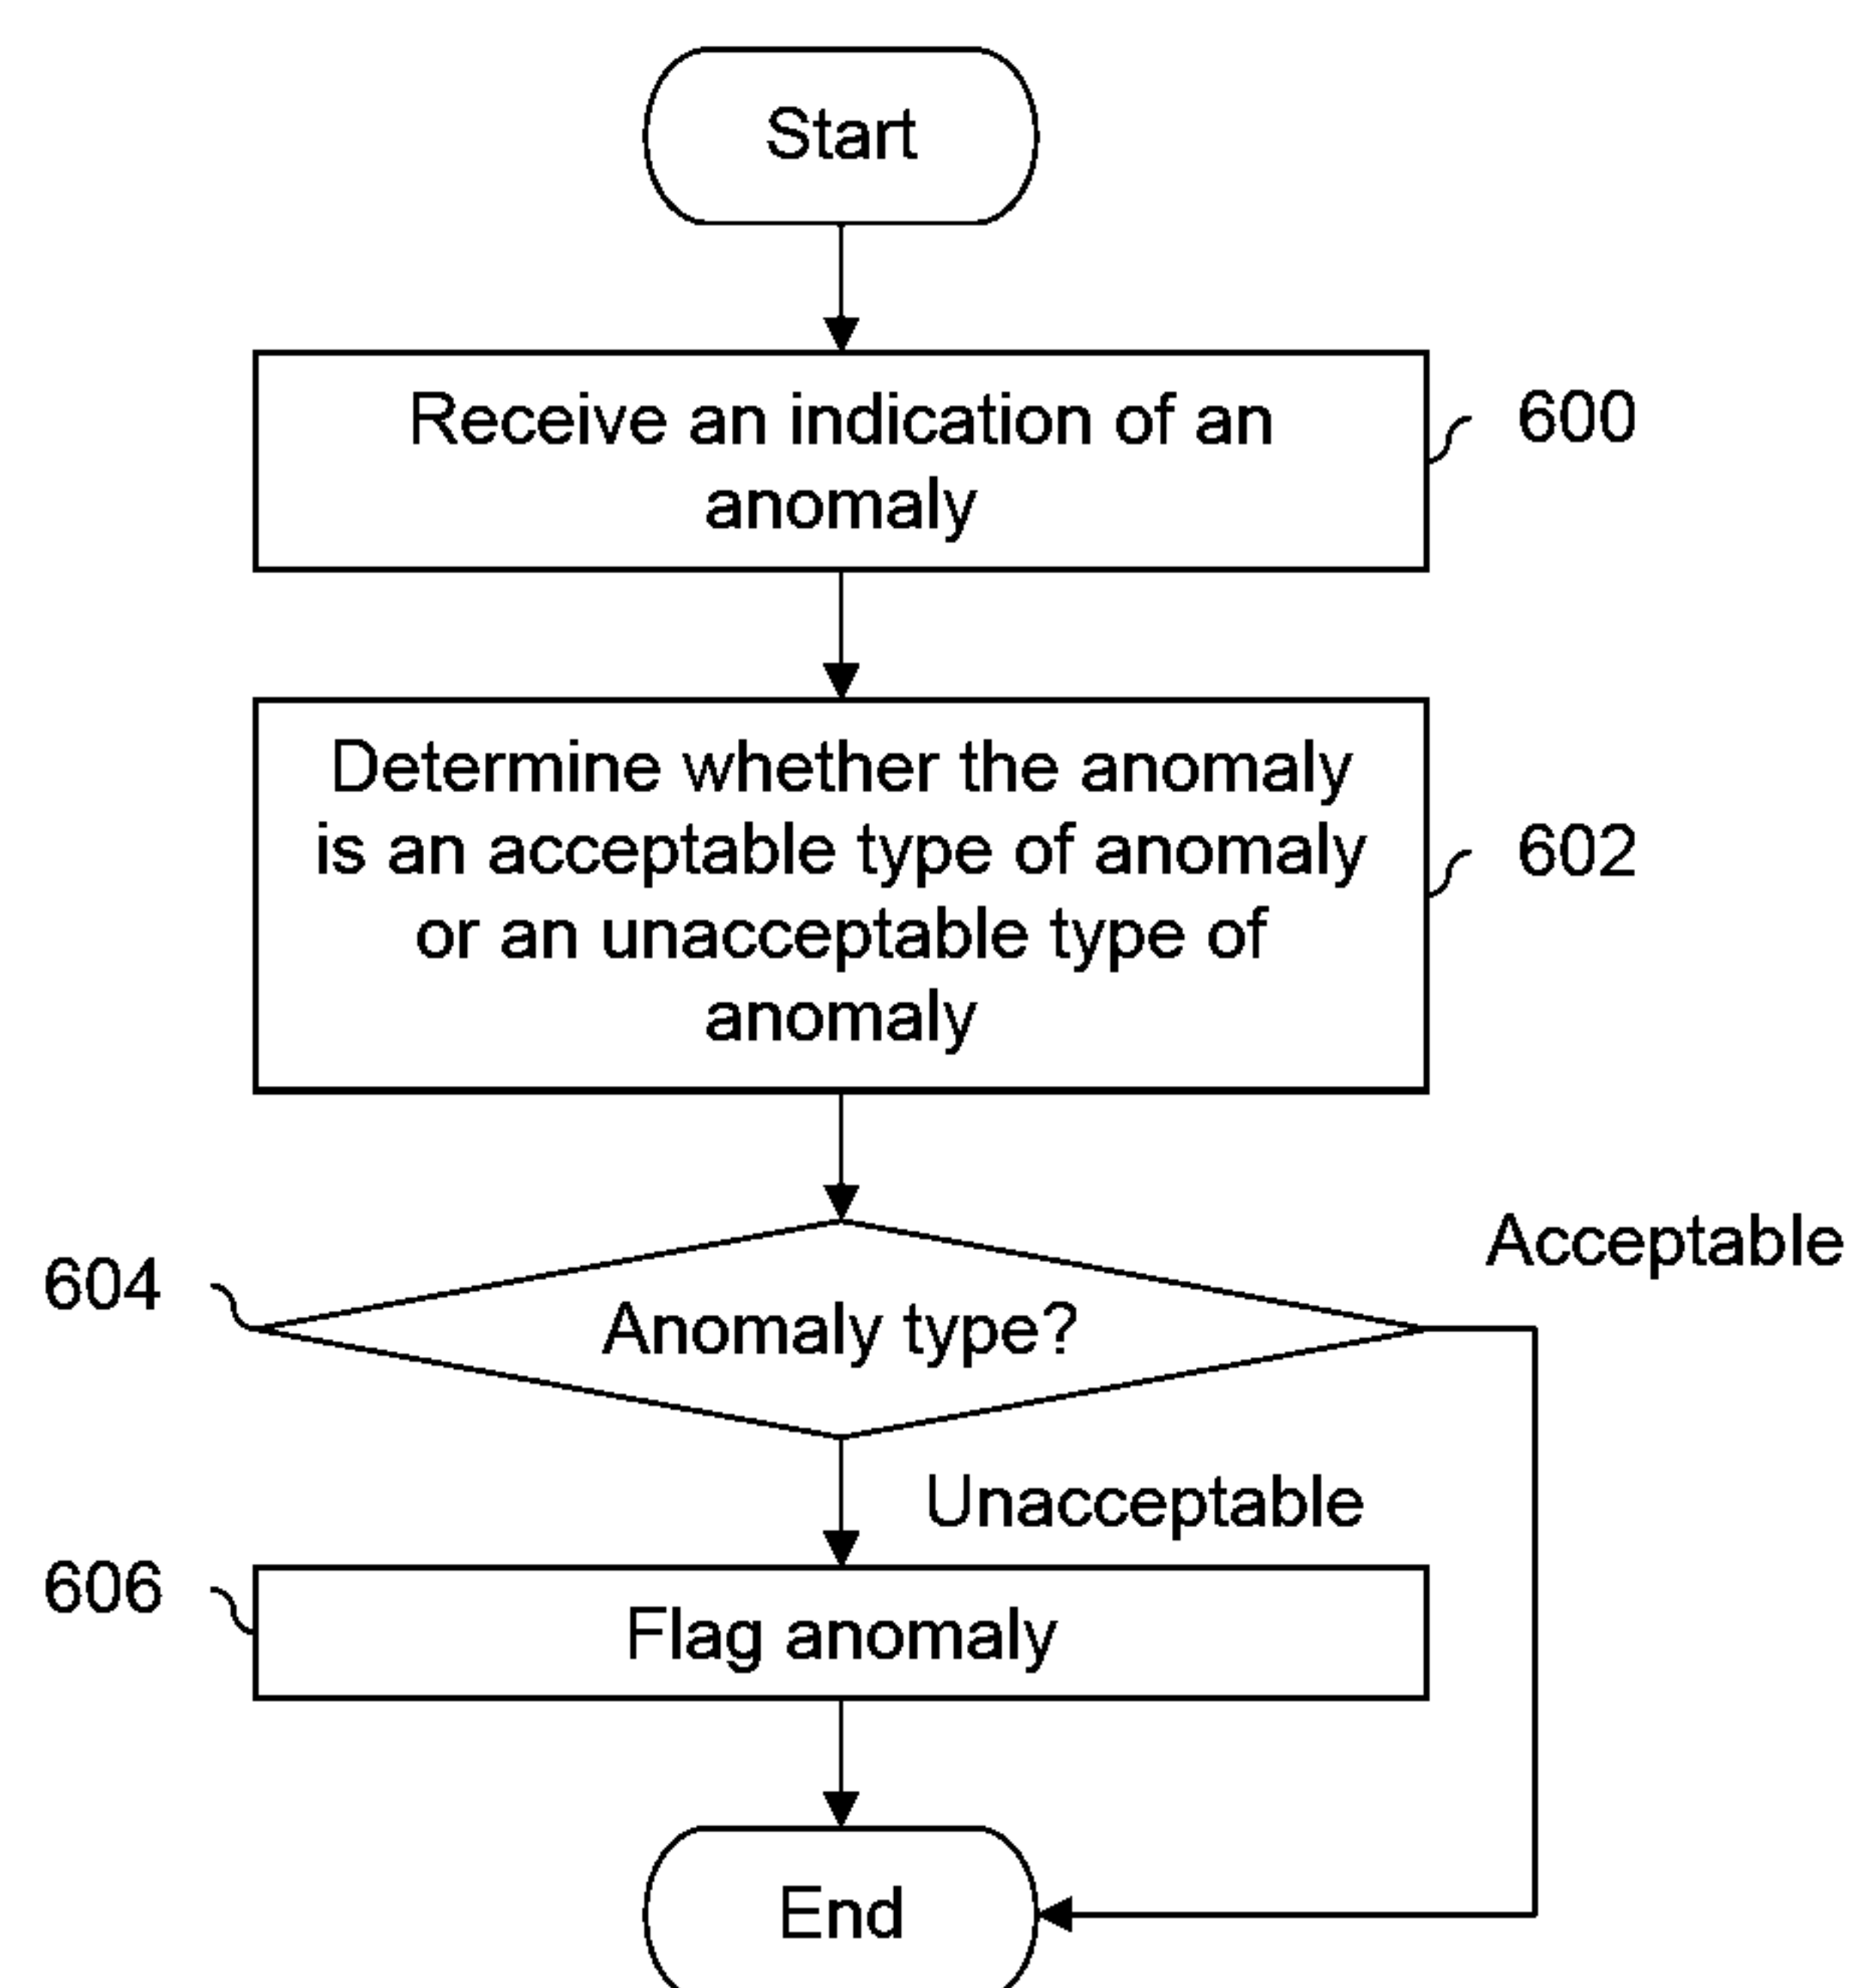 Start
Receive an indication of an
anomaly
600
Determine whether the anomaly
is an acceptable type of anomaly
or an unacceptable type of
anomaly
602
604
Anomaly type?
Acceptable
Unacceptable
606
Flag anomaly
End